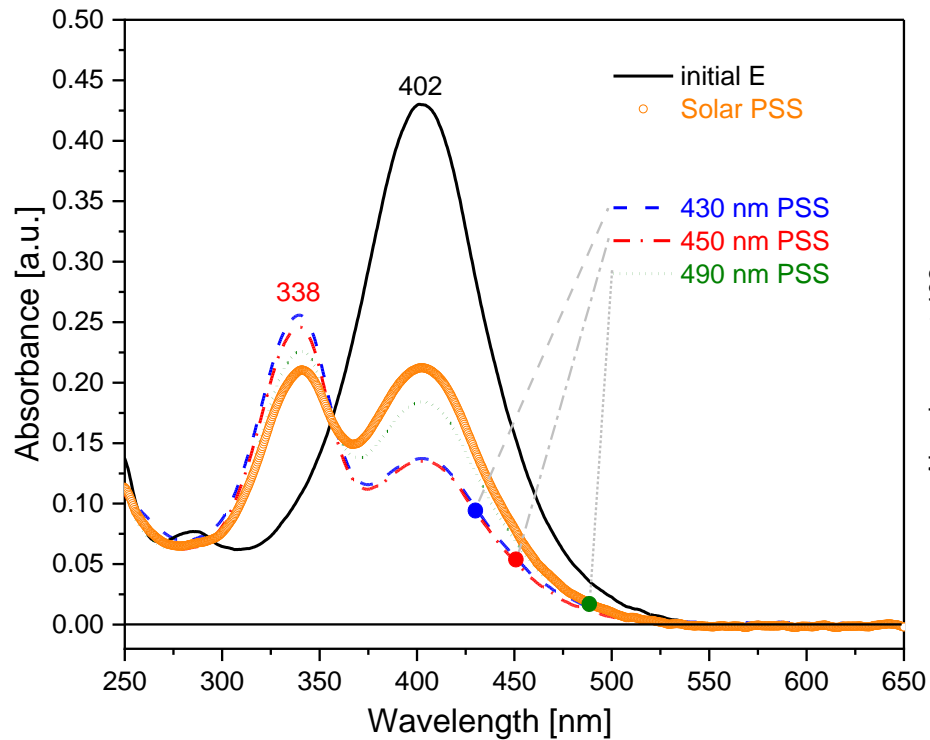 0.50
0.45
0.40
0.35
0.30
0.25
0.20
0.15
0.10
0.05
0.00
Absorbance [a.u.]
402
338
initial E
Solar PSS
430 nm PSS
450 nm PSS
490 nm PSS
250 300 350 400 450 500 550 600 650
Wavelength [nm]